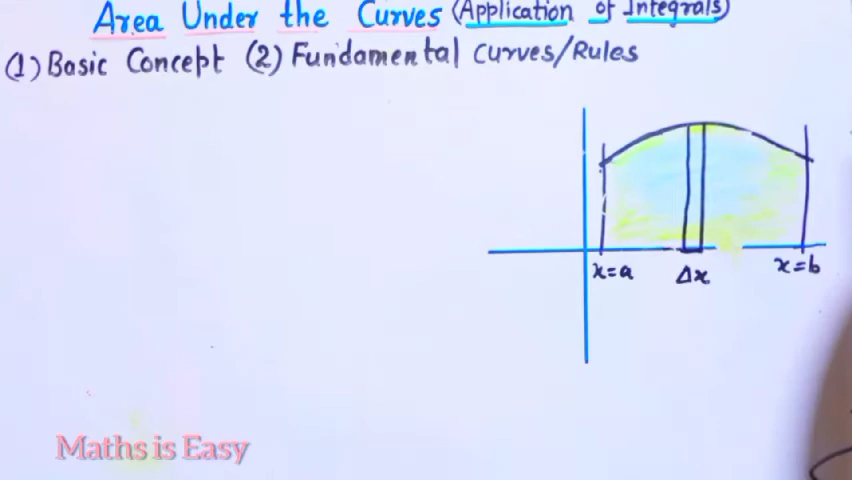 Area Under the Curves (Application of Integrals)
(1) Basic Concept (2) Fundamental Curves/Rules
x=a Δx x=b
Maths is Easy